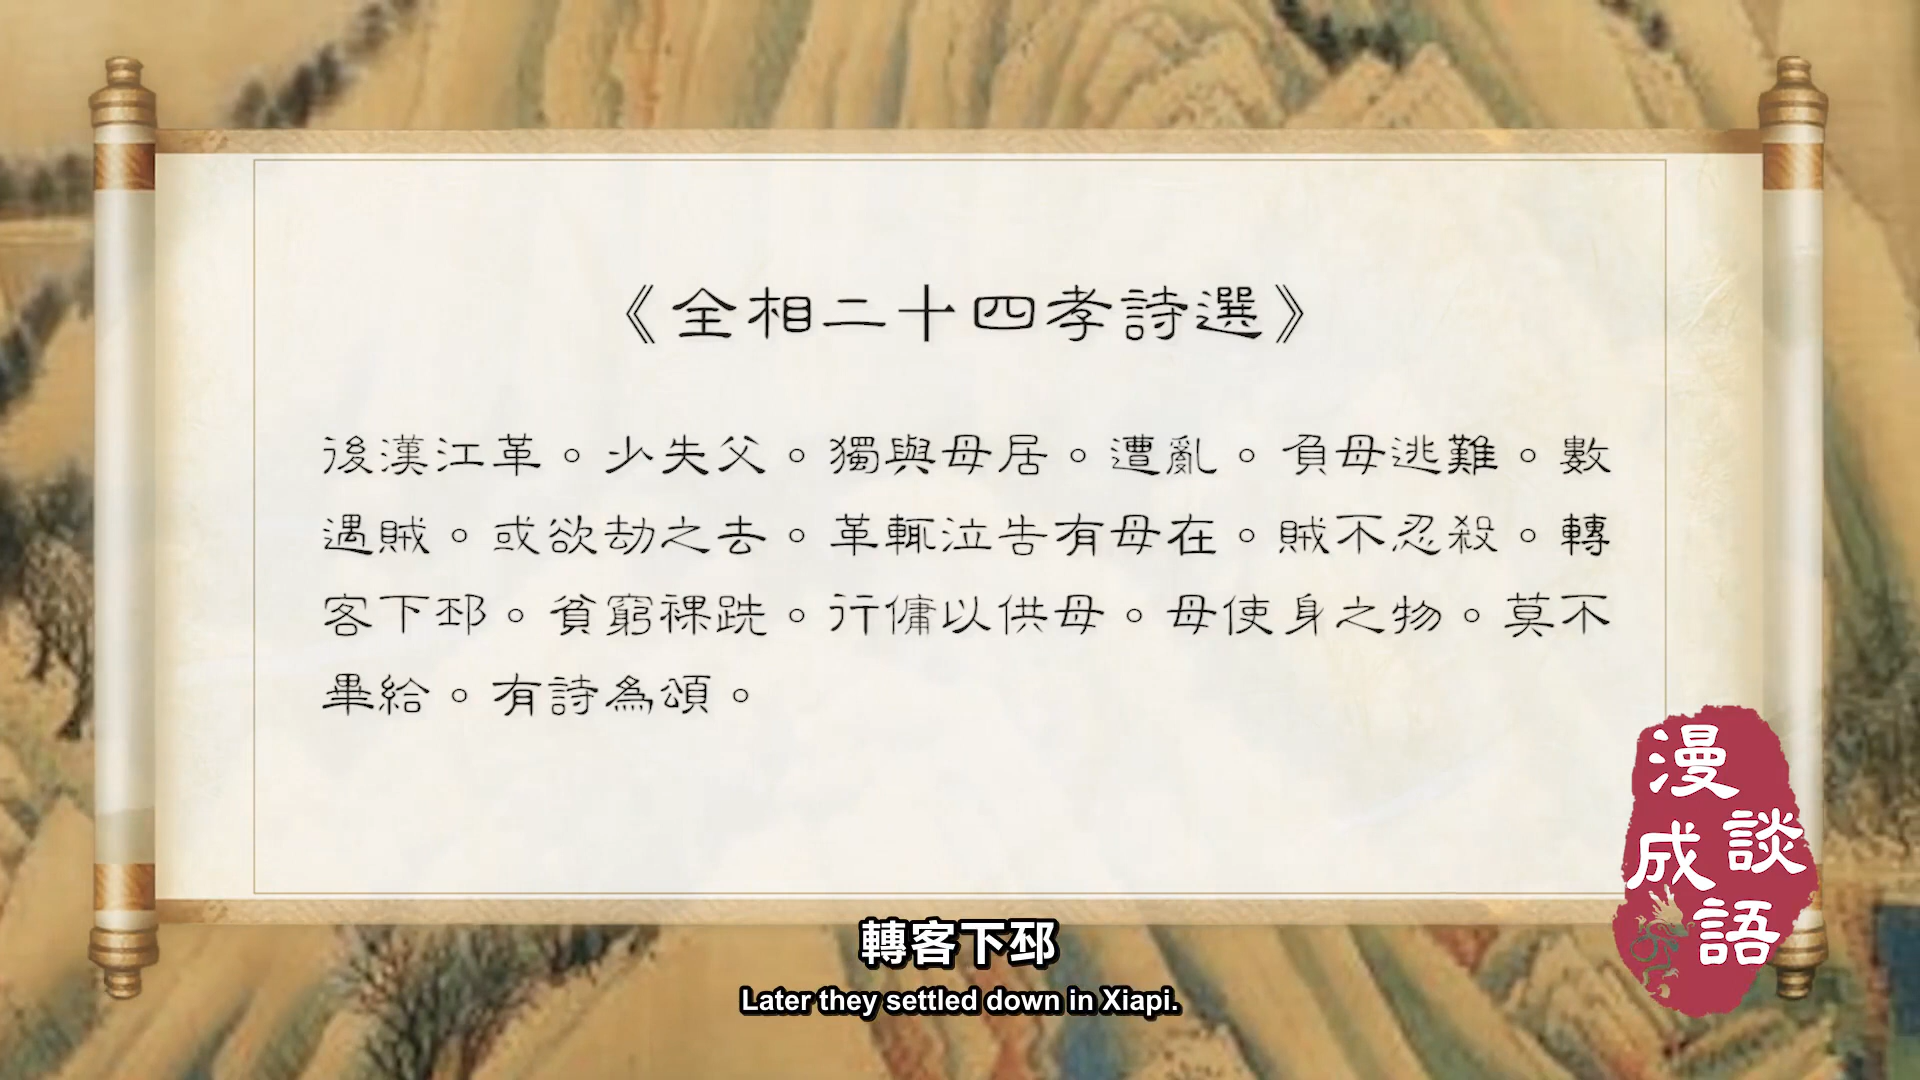 《全相二十四孝詩選》
後漢江革。少失父。獨與母居。遭亂。負母逃難。數
遇賊。或欲劫之去。革輒泣告有母在。賊不忍殺。轉
客下邳。貧窮裸跣。行傭以供母。母使身之物。莫不
畢給。有詩為頌。
漫談
成語
轉客下邳
Later they settled down in Xiapi.